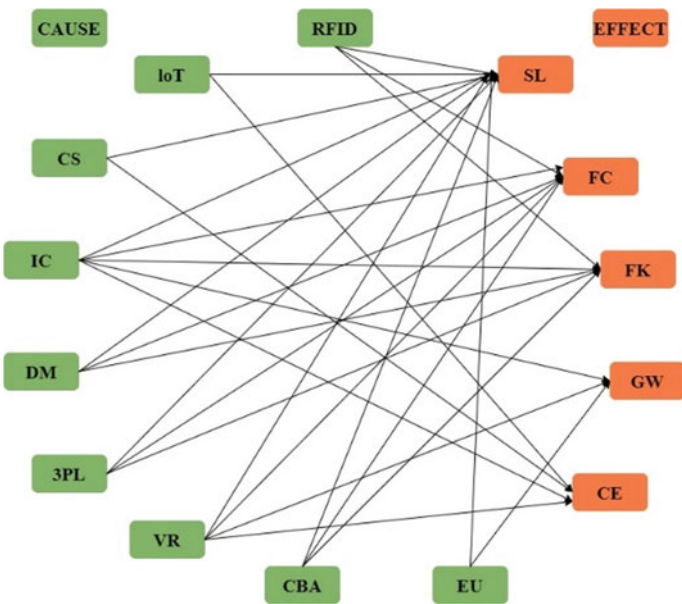 CAUSE
RFID
EFFECT
IoT
SL
CS
FC
IC
FK
DM
GW
3PL
CE
VR
CBA
EU